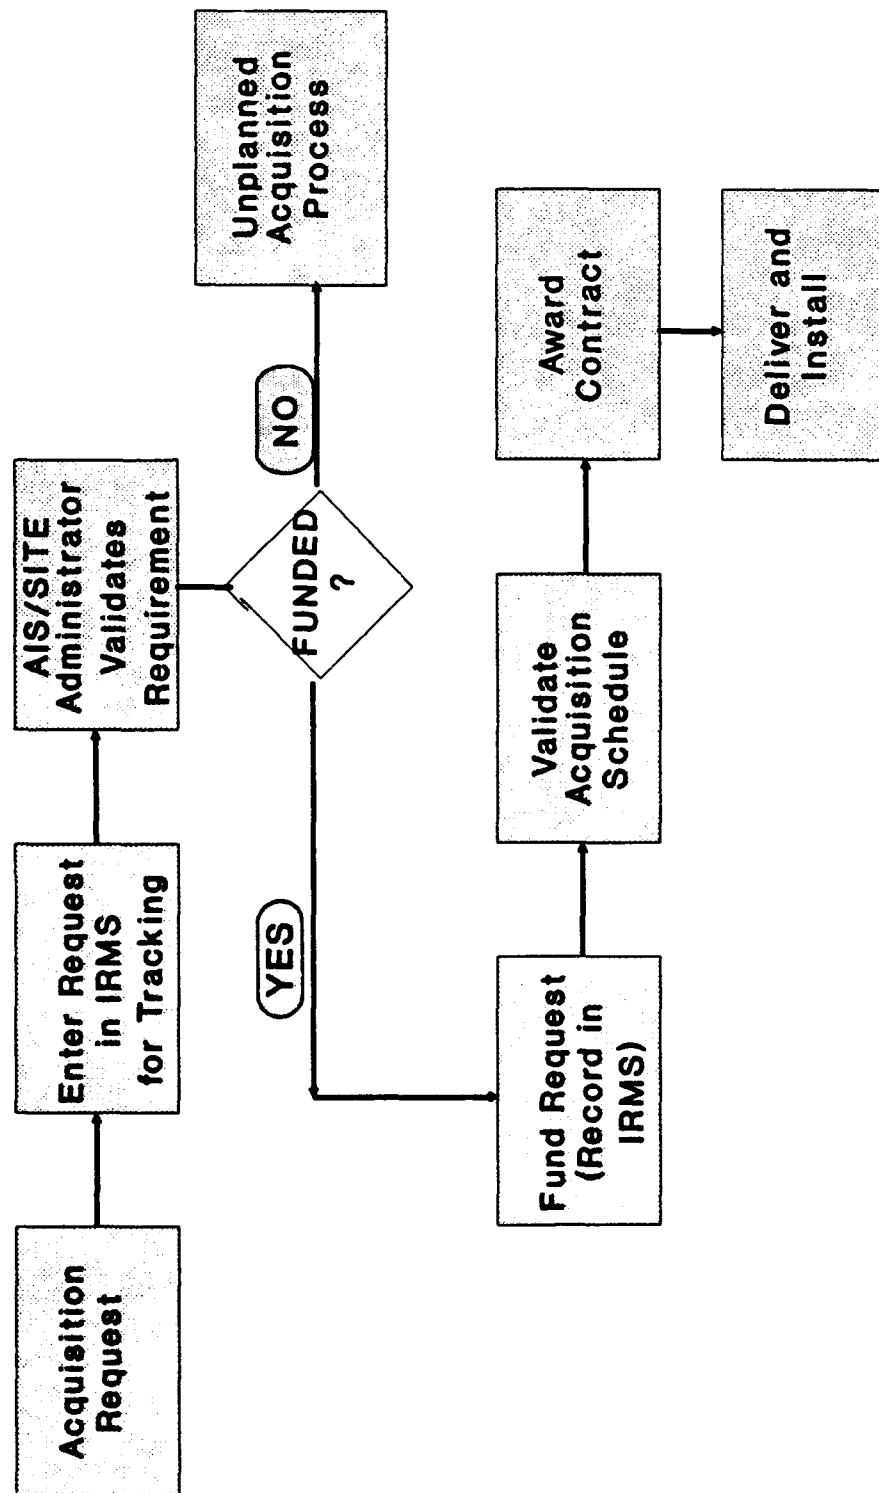 Acquisition
Request
Enter Request
in IRMS
for Tracking
AIS/SITE
Administrator
Validates
Requirement
FUNDED
?
NO
Unplanned
Acquisition
Process
YES
Fund Request
(Record in
IRMS)
Validate
Acquisition
Schedule
Award
Contract
Deliver and
Install